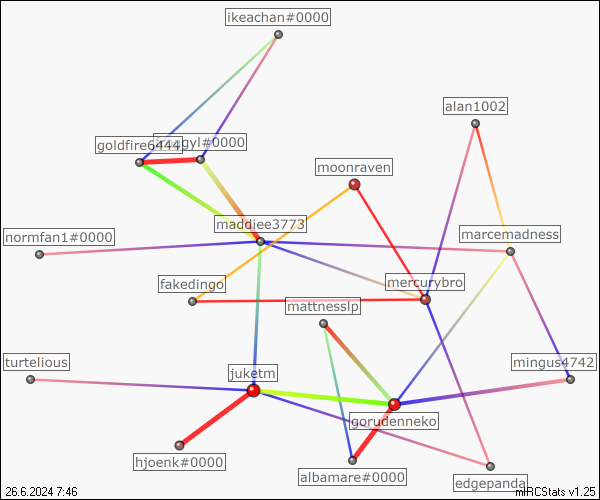 ikeachan#0000
alan1002
goldfire6444
gyl#0000
moonraven
maddiee3773
normfan1#0000
marcemadness
fakedingo
mercurybro
mattnesslp
turtelious
juketm
mingus4742
gorudenneko
hjoenk#0000
albamare#0000
edgepanda
26.6.2024 7:46
mIRCStats v1.25